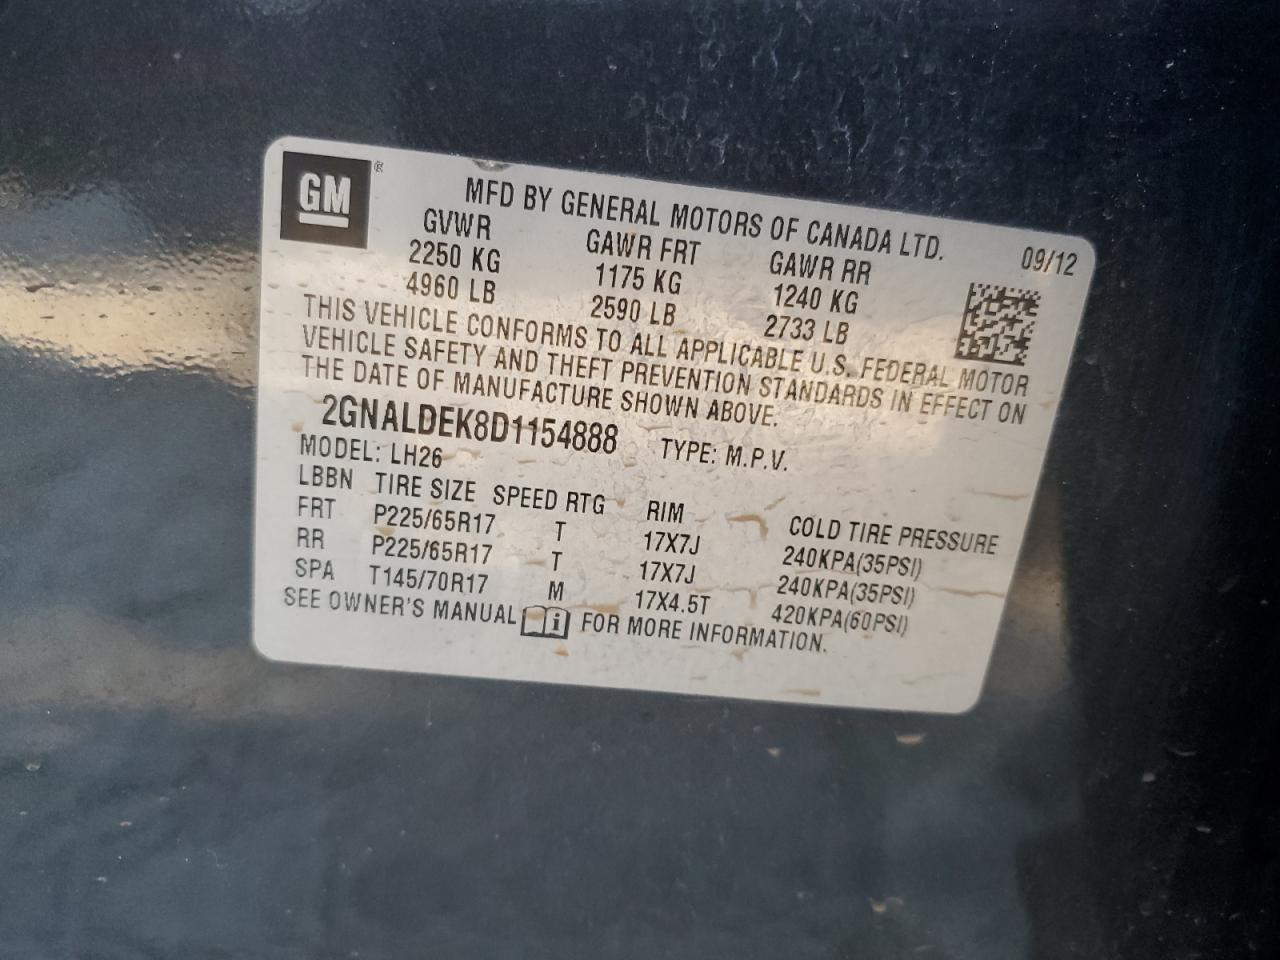 GM ®
MFD BY GENERAL MOTORS OF CANADA LTD.
09/12
GVWR GAWR FRT GAWR RR
2250 KG 1175 KG 1240 KG
4960 LB 2590 LB 2733 LB
THIS VEHICLE CONFORMS TO ALL APPLICABLE U.S. FEDERAL MOTOR
VEHICLE SAFETY AND THEFT PREVENTION STANDARDS IN EFFECT ON
THE DATE OF MANUFACTURE SHOWN ABOVE.
2GNALDEK8D1154888 TYPE: M.P.V.
MODEL: LH26
LBBN TIRE SIZE SPEED RTG RIM COLD TIRE PRESSURE
FRT P225/65R17 T 17X7J 240KPA(35PSI)
RR P225/65R17 T 17X7J 240KPA(35PSI)
SPA T145/70R17 M 17X4.5T 420KPA(60PSI)
SEE OWNER'S MANUAL i FOR MORE INFORMATION.